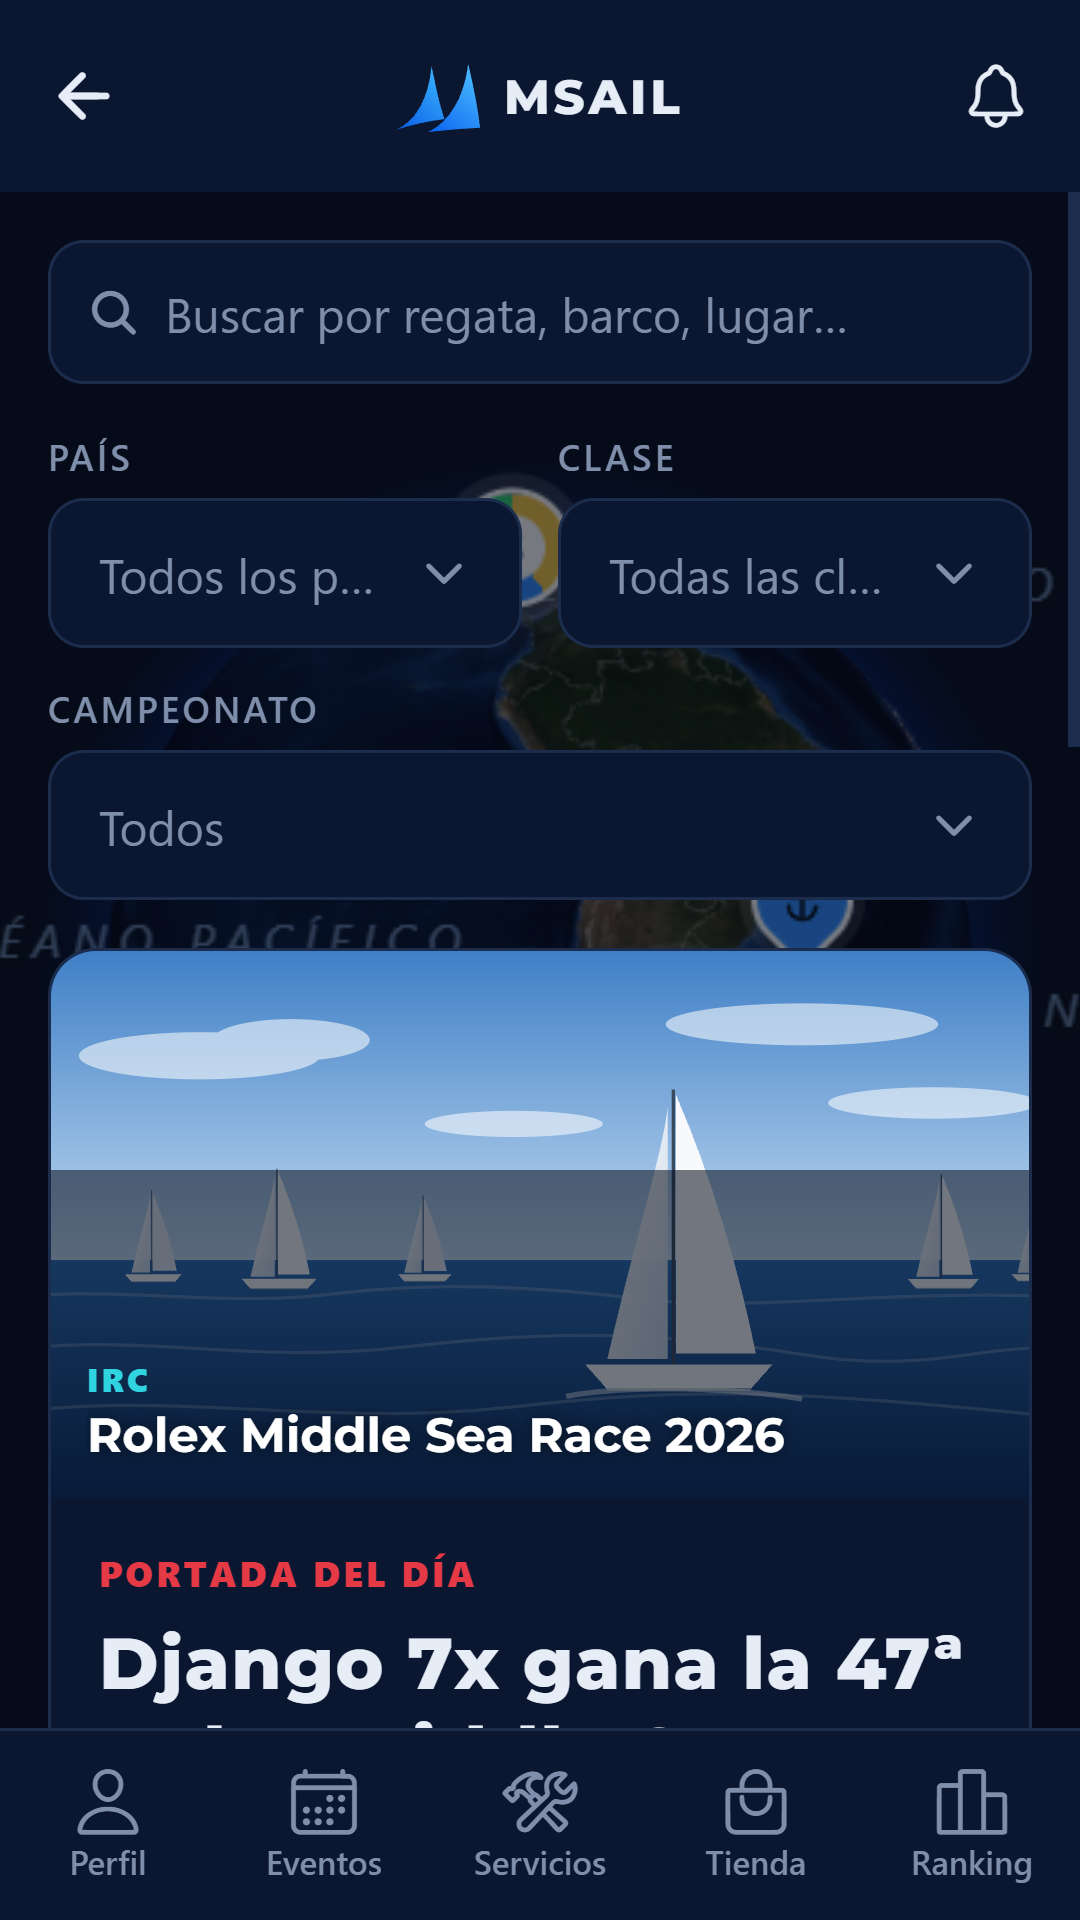 MSAIL
Buscar por regata, barco, lugar...
PAÍS
CLASE
Todos los p...
Todas las cl...
CAMPEONATO
Todos
ÉANO PACÍFICO
IRC
Rolex Middle Sea Race 2026
PORTADA DEL DÍA
Django 7x gana la 47ª
Perfil
Eventos
Servicios
Tienda
Ranking